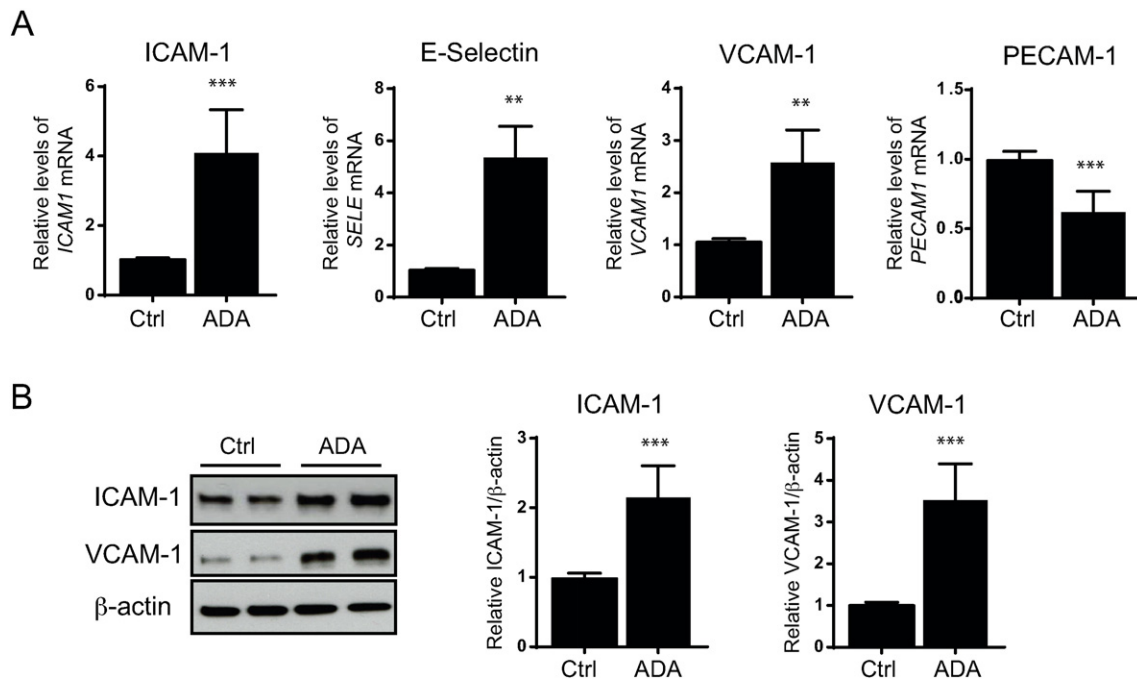 A
ICAM-1
Relative levels of
ICAM1 mRNA
6
4
2
0
***
Ctrl
ADA
E-Selectin
Relative levels of
SELE mRNA
8
6
4
2
0
**
Ctrl
ADA
VCAM-1
Relative levels of
VCAM1 mRNA
4
3
2
1
0
**
Ctrl
ADA
PECAM-1
Relative levels of
PECAM1 mRNA
1.5
1.0
0.5
0.0
***
Ctrl
ADA
B
Ctrl
ADA
ICAM-1
VCAM-1
β-actin
ICAM-1
Relative ICAM-1/β-actin
3
2
1
0
***
Ctrl
ADA
VCAM-1
Relative VCAM-1/β-actin
5
4
3
2
1
0
***
Ctrl
ADA